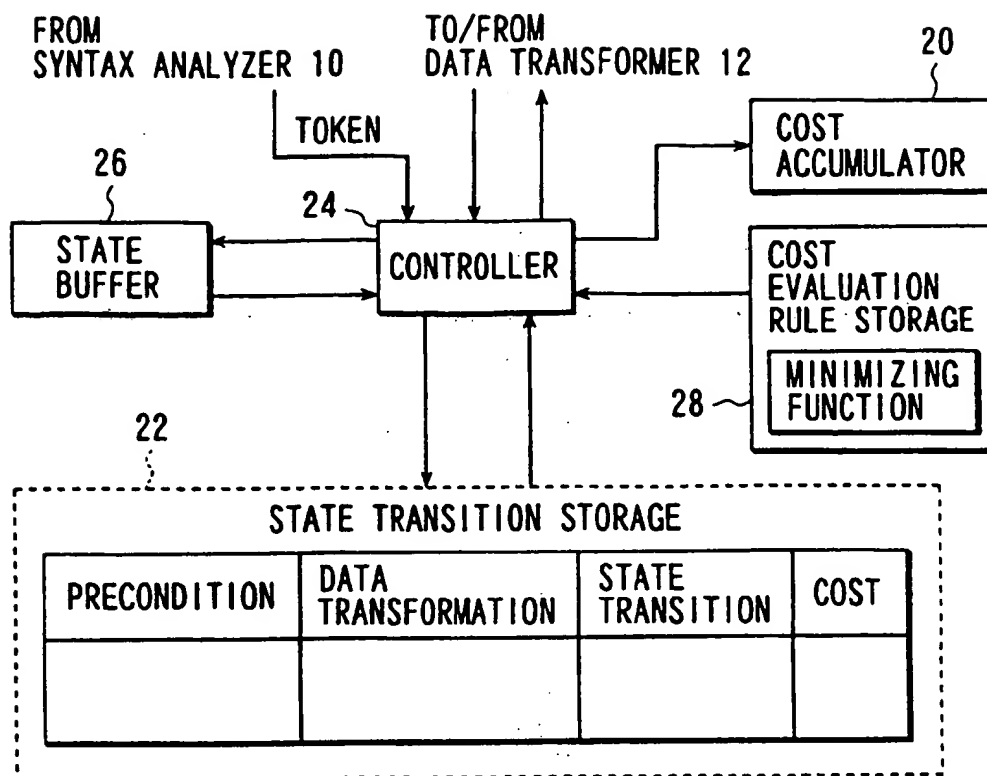 FROM
SYNTAX ANALYZER 10
TO/FROM
DATA TRANSFORMER 12
20
TOKEN
COST
ACCUMULATOR
26
24
STATE
BUFFER
CONTROLLER
COST
EVALUATION
RULE STORAGE
MINIMIZING
FUNCTION
28
22
STATE TRANSITION STORAGE
PRECONDITION
DATA
TRANSFORMATION
STATE
TRANSITION
COST